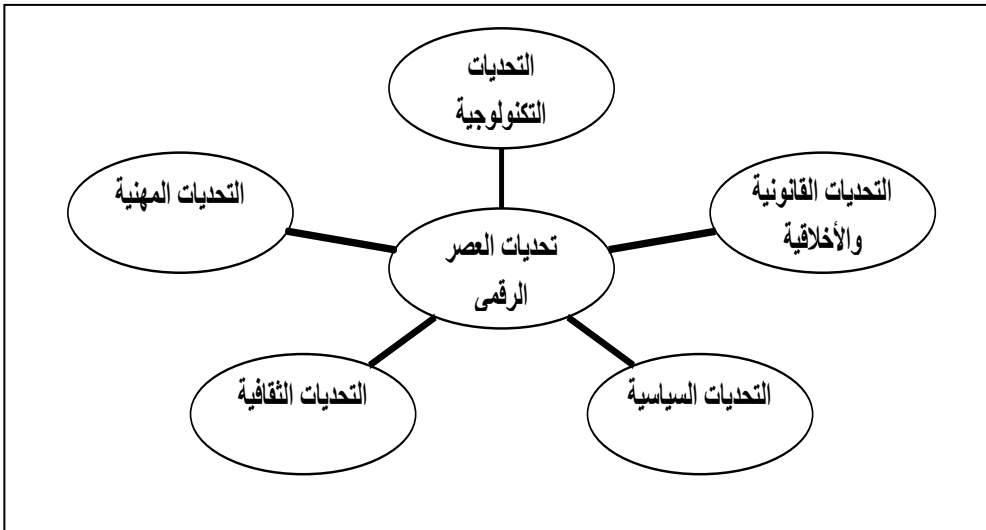 التحديات
التكنولوجية
التحديات القانونية
والأخلاقية
التحديات المهنية
تحديات العصر
الرقمى
التحديات السياسية
التحديات الثقافية